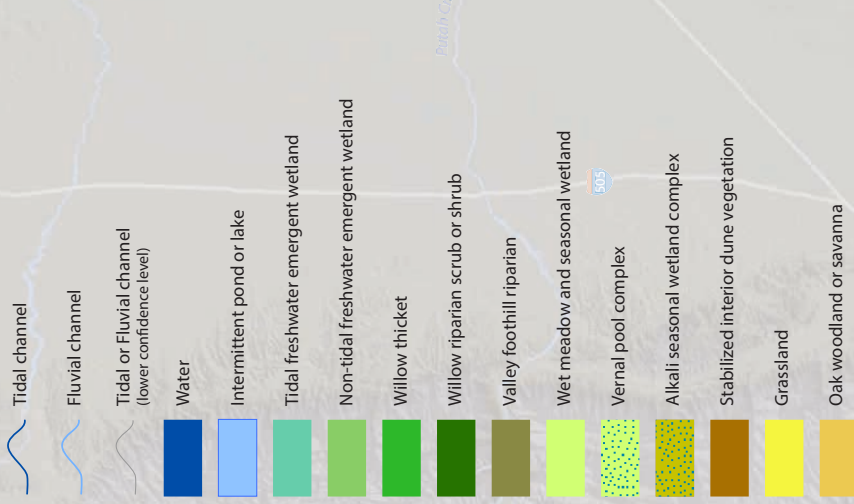 Tidal channel
Fluvial channel
Tidal or Fluvial channel
(lower confidence level)
Water
Intermittent pond or lake
Tidal freshwater emergent wetland
Non-tidal freshwater emergent wetland
Willow thicket
Willow riparian scrub or shrub
Valley foothill riparian
Wet meadow and seasonal wetland
Vernal pool complex
Alkali seasonal wetland complex
Stabilized interior dune vegetation
Grassland
Oak woodland or savanna
Putah
505